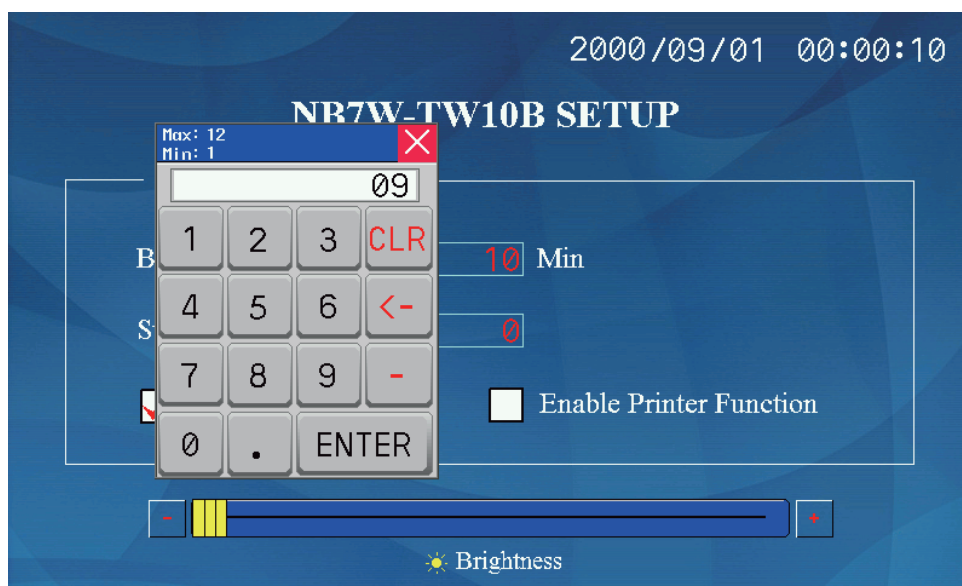 2000/09/01 00:00:10
NB7W-TW10B SETUP
Max: 12
Min: 1
09
1 2 3 CLR
B 10 Min
4 5 6 <-
S 0
7 8 9 -
Enable Printer Function
0 . ENTER
- +
Brightness